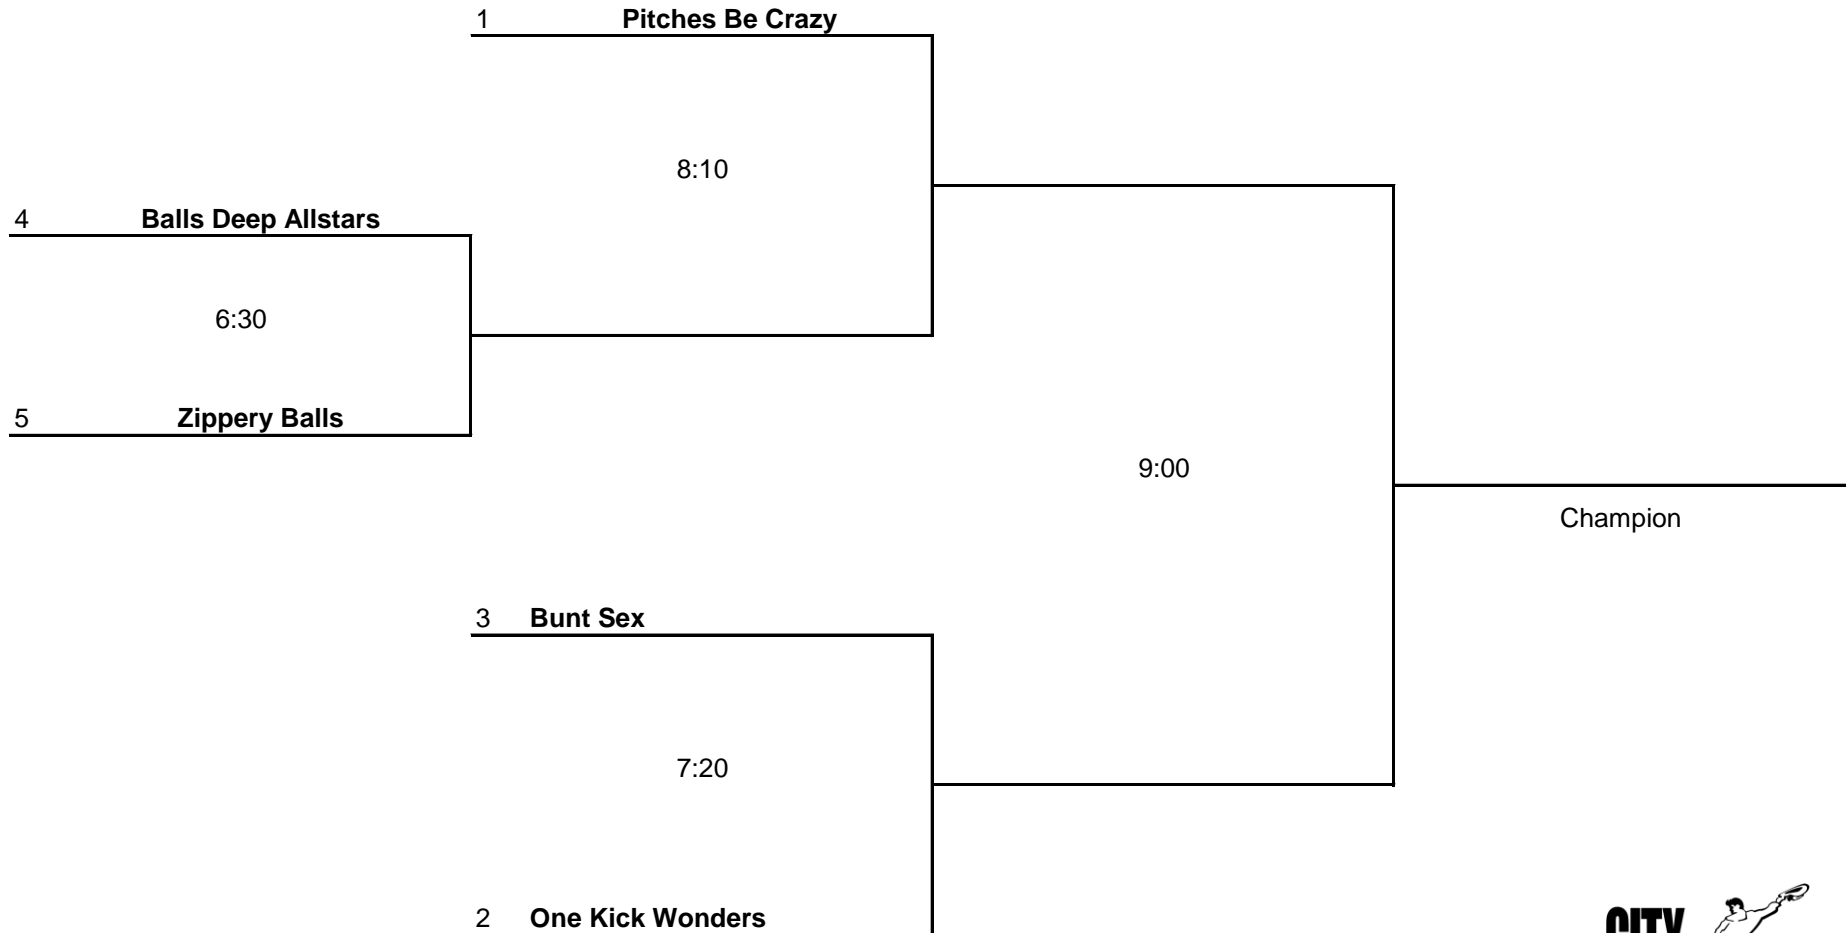 1 Pitches Be Crazy
8:10
4 Balls Deep Allstars
6:30
5 Zippery Balls
9:00
Champion
3 Bunt Sex
7:20
2 One Kick Wonders
CITY